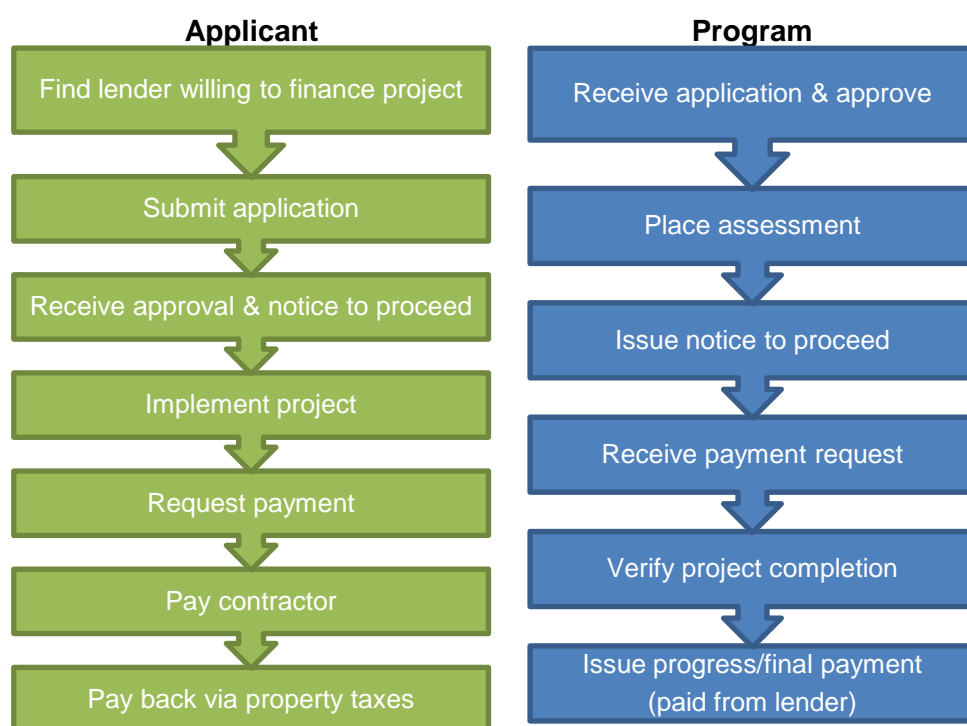 Applicant
Find lender willing to finance project
Submit application
Receive approval & notice to proceed
Implement project
Request payment
Pay contractor
Pay back via property taxes
Program
Receive application & approve
Place assessment
Issue notice to proceed
Receive payment request
Verify project completion
Issue progress/final payment
(paid from lender)